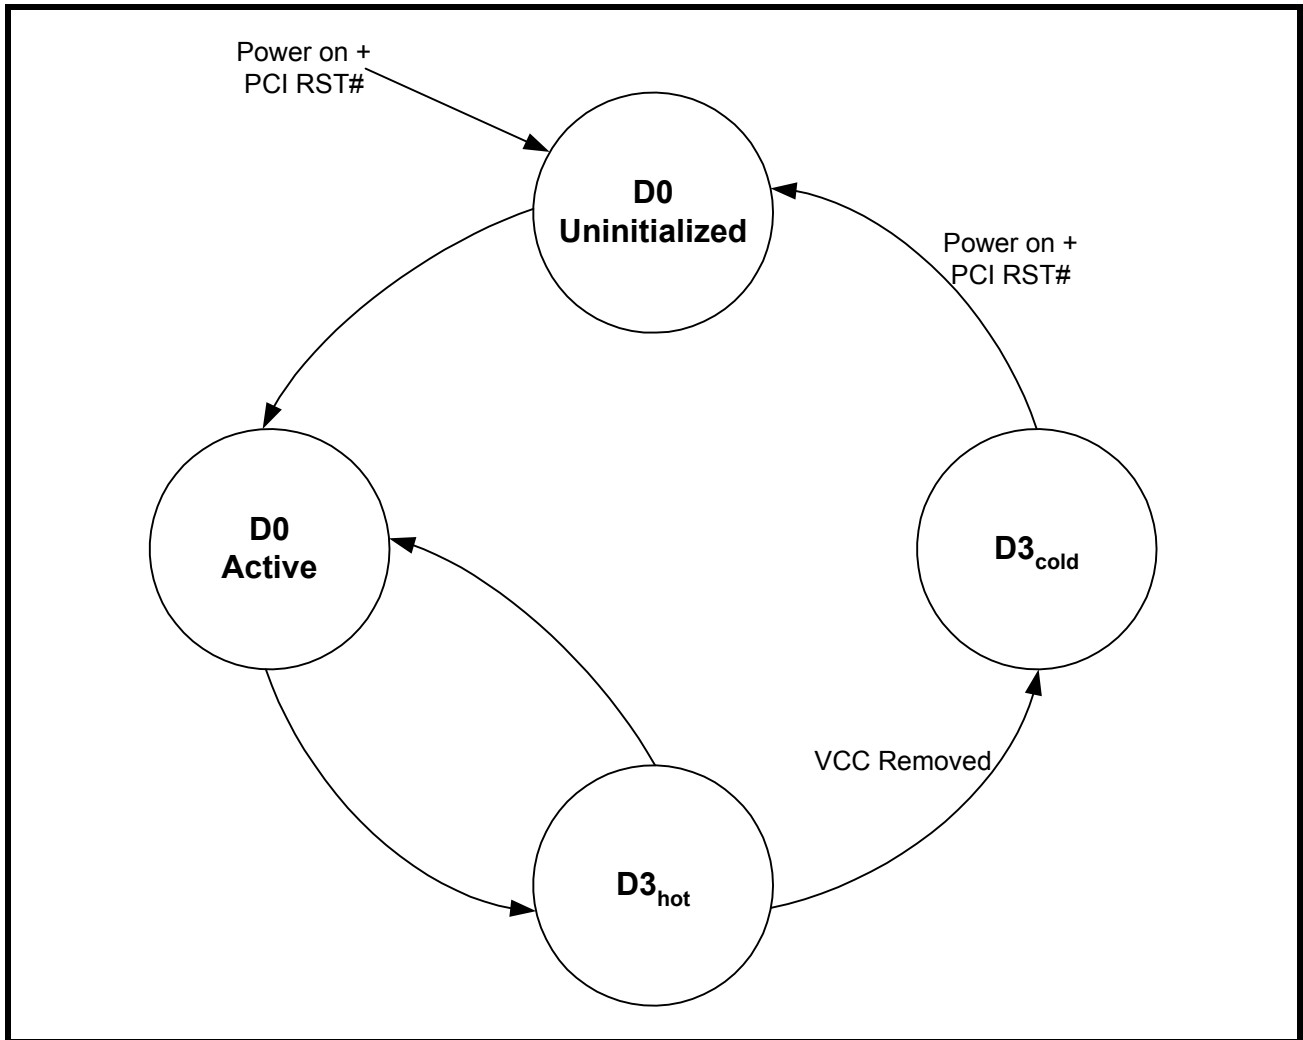 Power on +
PCI RST#
D0
Uninitialized
Power on +
PCI RST#
D0
Active
D3cold
VCC Removed
D3hot